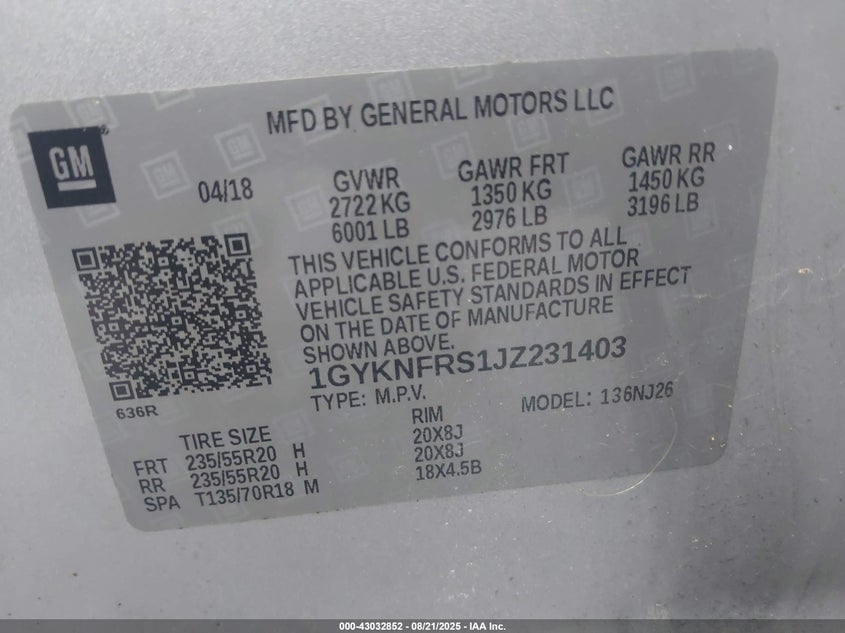 MFD BY GENERAL MOTORS LLC
GM
04/18
GVWR
2722 KG
6001 LB
GAWR FRT
1350 KG
2976 LB
GAWR RR
1450 KG
3196 LB
THIS VEHICLE CONFORMS TO ALL
APPLICABLE U.S. FEDERAL MOTOR
VEHICLE SAFETY STANDARDS IN EFFECT
ON THE DATE OF MANUFACTURE
SHOWN ABOVE.
1GYKNFRS1JZ231403
636R
TYPE: M.P.V.
MODEL: 136NJ26
TIRE SIZE RIM
FRT 235/55R20 H 20X8J
RR 235/55R20 H 20X8J
SPA T135/70R18 M 18X4.5B
000-43032852 - 08/21/2025 - IAA Inc.